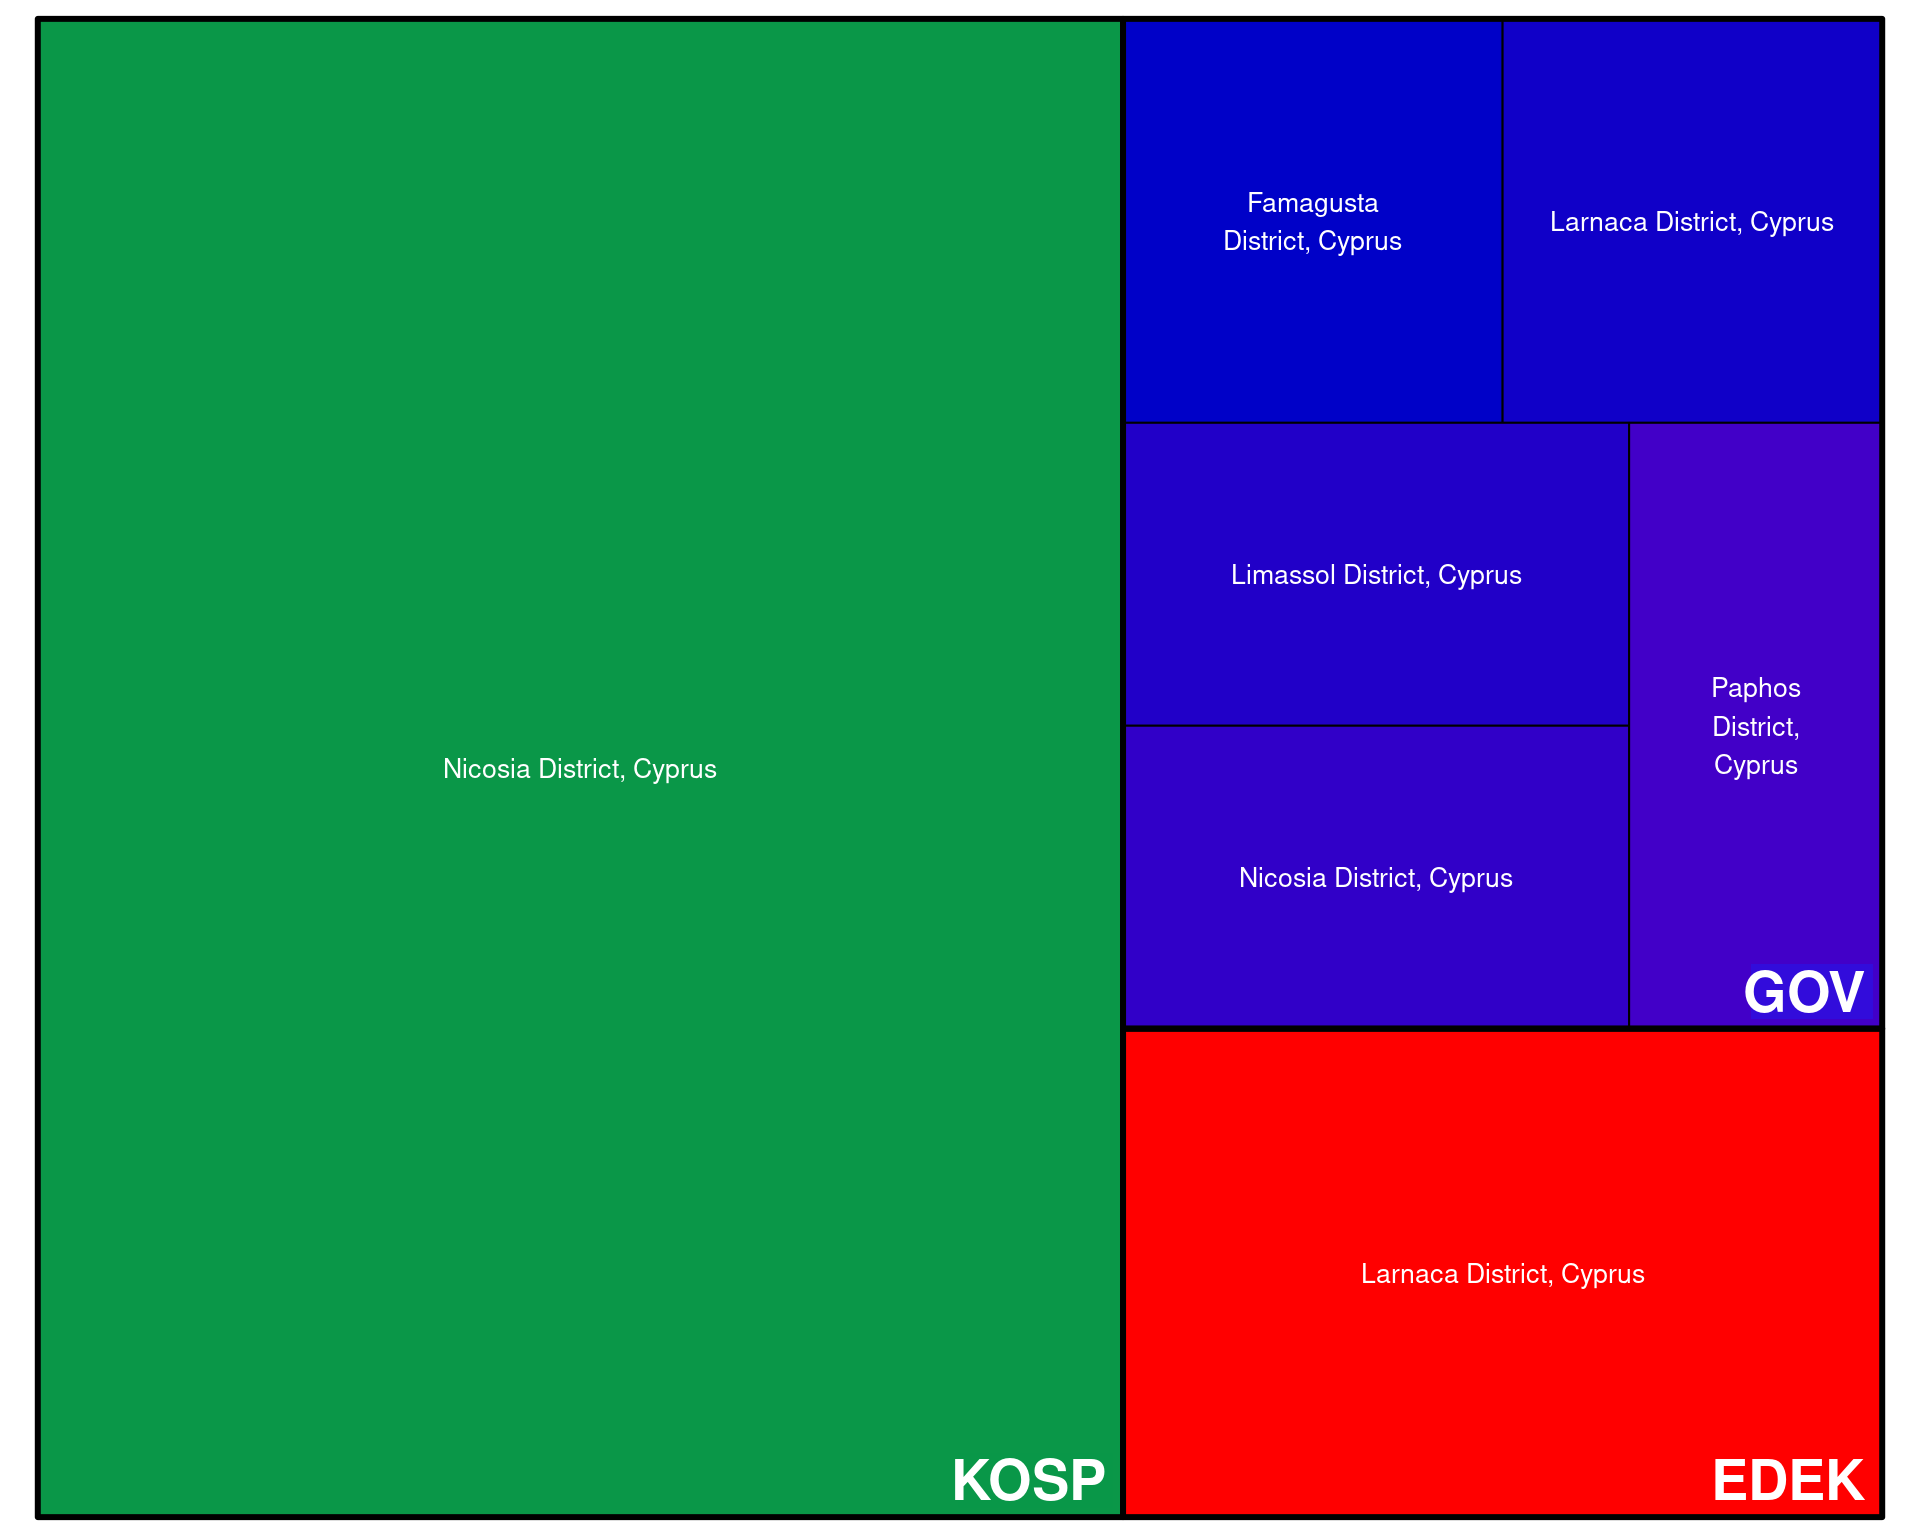 Nicosia District, Cyprus
KOSP
Famagusta
District, Cyprus
Larnaca District, Cyprus
Limassol District, Cyprus
Nicosia District, Cyprus
Paphos
District,
Cyprus
GOV
Larnaca District, Cyprus
EDEK